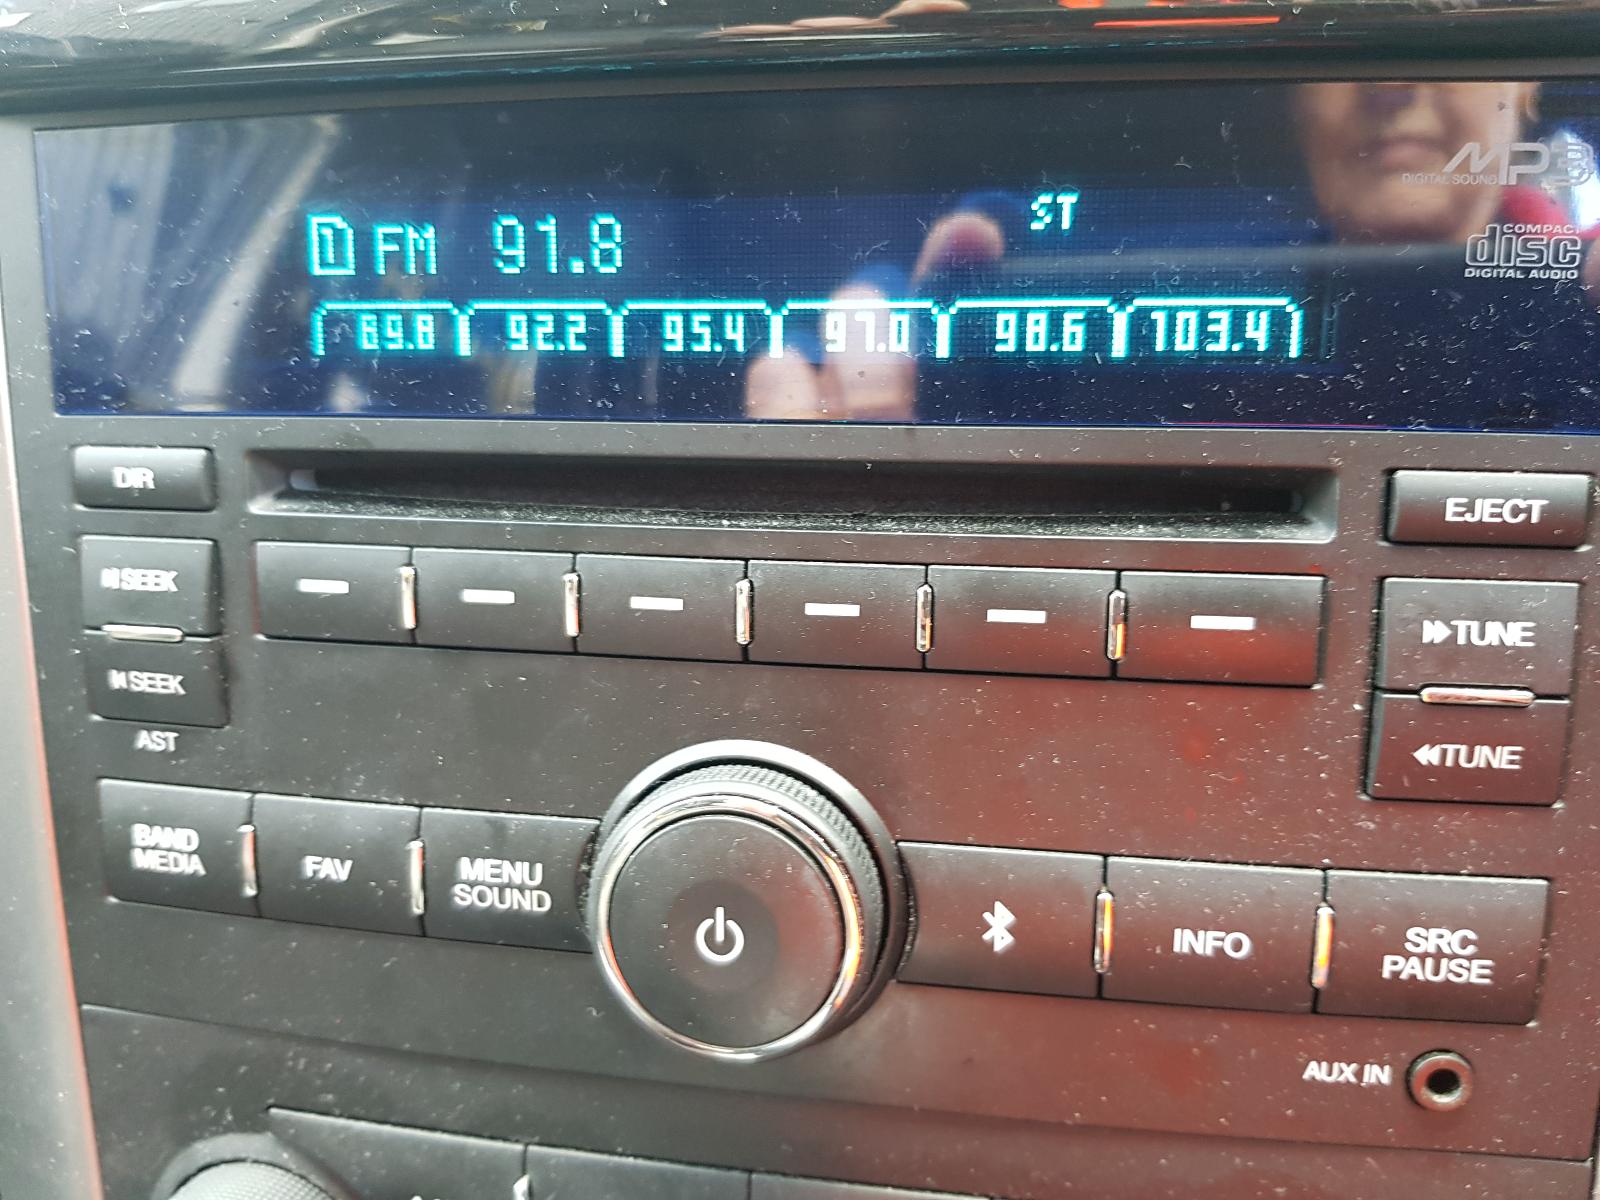 MP3
DIGITAL SOUND
ST
1 FM 91.8
COMPACT
disc
DIGITAL AUDIO
89.8 92.2 95.4 97.0 98.6 103.4
DIR
EJECT
SEEK
TUNE
SEEK
TUNE
AST
BAND
MEDIA
FAV
MENU
SOUND
INFO
SRC
PAUSE
AUX IN